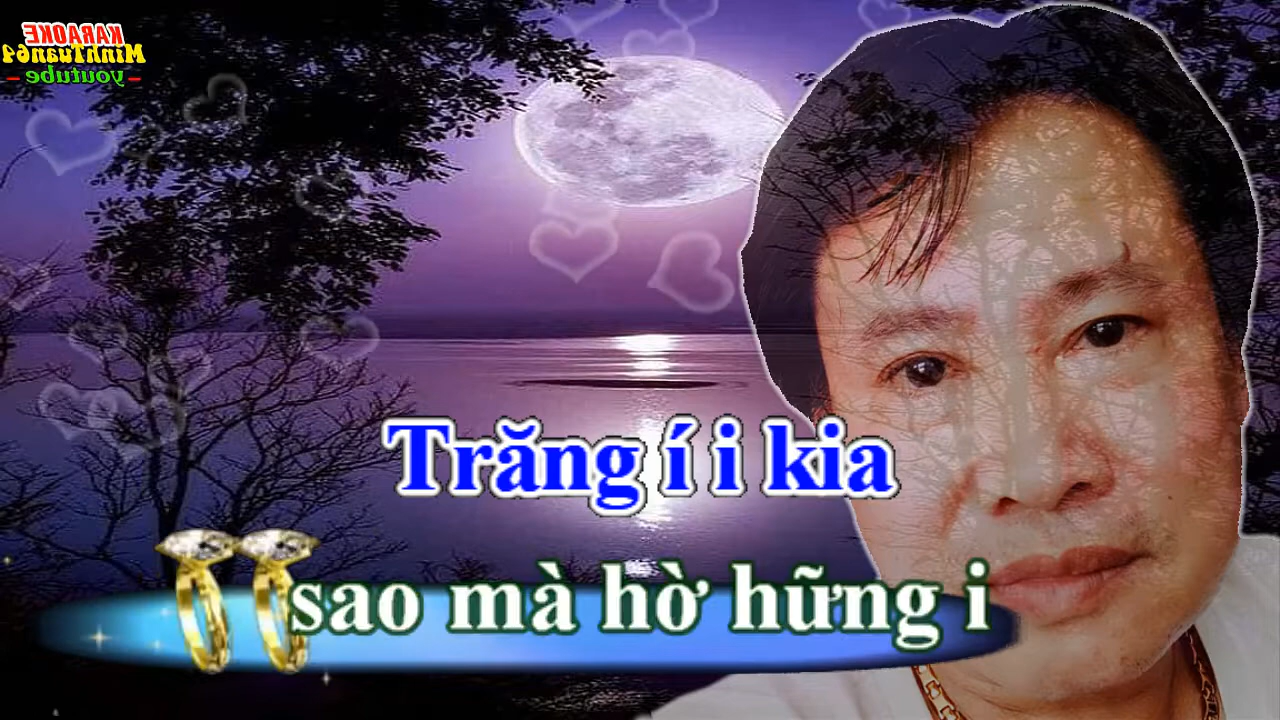 KARAOKE
MinhTuan64
- youtube -
Trăng í i kia
sao mà hờ hững i